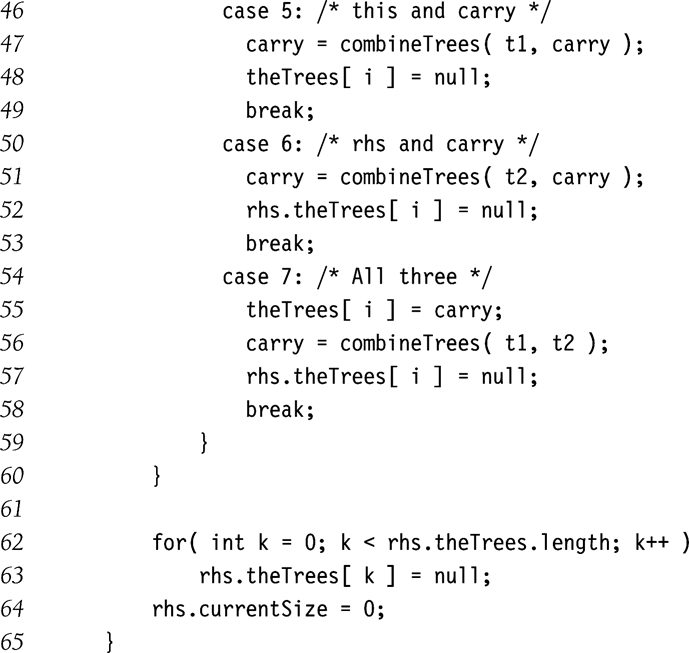 46 case 5: /* this and carry */
47 carry = combineTrees( t1, carry );
48 theTrees[ i ] = null;
49 break;
50 case 6: /* rhs and carry */
51 carry = combineTrees( t2, carry );
52 rhs.theTrees[ i ] = null;
53 break;
54 case 7: /* All three */
55 theTrees[ i ] = carry;
56 carry = combineTrees( t1, t2 );
57 rhs.theTrees[ i ] = null;
58 break;
59 }
60 }
61
62 for( int k = 0; k < rhs.theTrees.length; k++ )
63 rhs.theTrees[ k ] = null;
64 rhs.currentSize = 0;
65 }